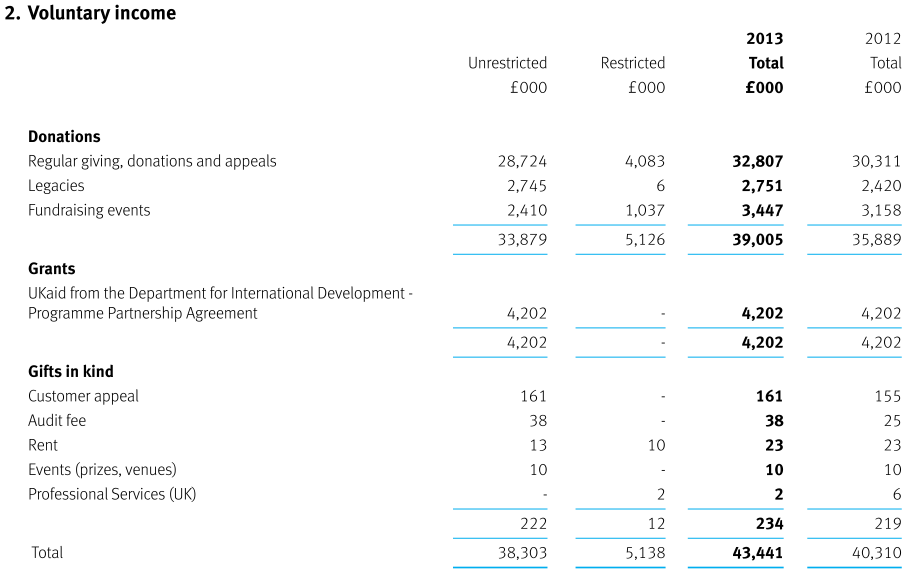 2. Voluntary income
2013 2012
Unrestricted Restricted Total Total
£000 £000 £000 £000
Donations
Regular giving, donations and appeals 28,724 4,083 32,807 30,311
Legacies 2,745 6 2,751 2,420
Fundraising events 2,410 1,037 3,447 3,158
33,879 5,126 39,005 35,889
Grants
UKaid from the Department for International Development -
Programme Partnership Agreement 4,202 - 4,202 4,202
4,202 - 4,202 4,202
Gifts in kind
Customer appeal 161 - 161 155
Audit fee 38 - 38 25
Rent 13 10 23 23
Events (prizes, venues) 10 - 10 10
Professional Services (UK) - 2 2 6
222 12 234 219
Total 38,303 5,138 43,441 40,310